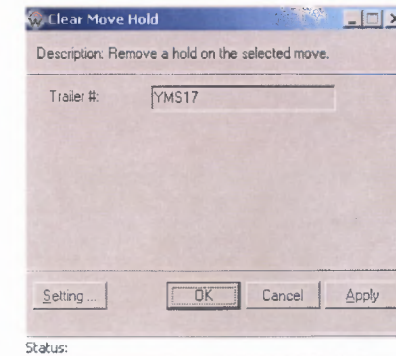 Clear Move Hold
Description: Remove a hold on the selected move.
Trailer #: YMS17
Setting ... OK Cancel Apply
Status: